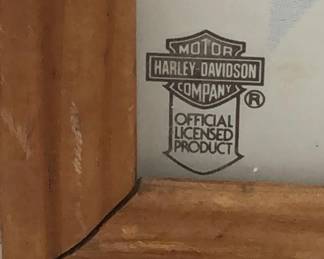 MOTOR
HARLEY-DAVIDSON
COMPANY
®
OFFICIAL
LICENSED
PRODUCT